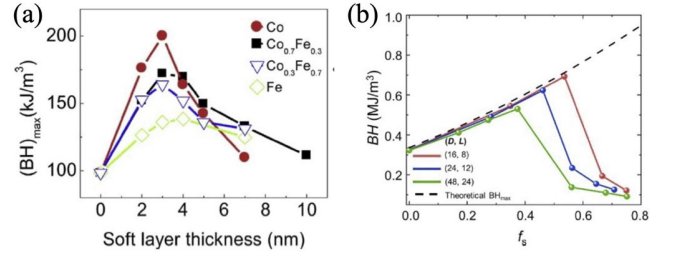 (a)
(BH)max(kJ/m³)
200
150
100
Co
Co0.7Fe0.3
Co0.3Fe0.7
Fe
0 2 4 6 8 10
Soft layer thickness (nm)
(b)
BH (MJ/m³)
1.0
0.8
0.6
0.4
0.2
(D, L)
(16, 8)
(24, 12)
(48, 24)
Theoretical BHmax
0.0 0.2 0.4 0.6 0.8
fs